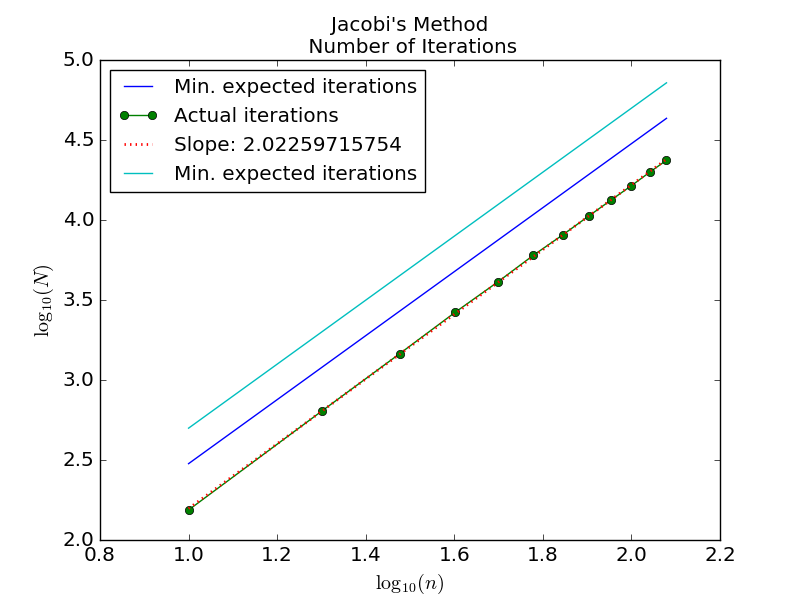 Jacobi's Method
Number of Iterations
5.0
4.5
4.0
3.5
3.0
2.5
2.0
log₁₀(N)
Min. expected iterations
Actual iterations
Slope: 2.02259715754
Min. expected iterations
0.8 1.0 1.2 1.4 1.6 1.8 2.0 2.2
log₁₀(n)